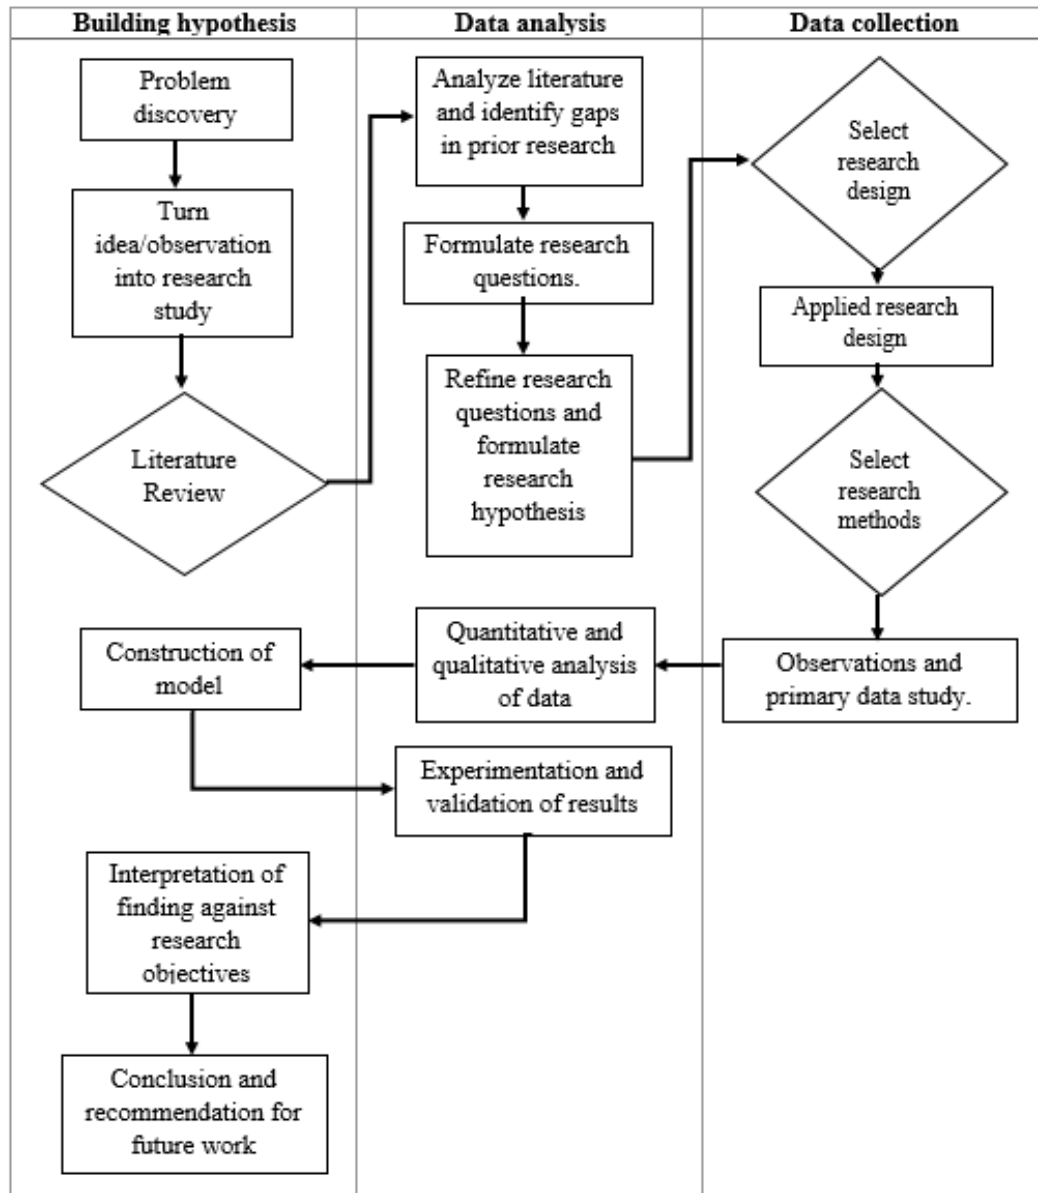 Building hypothesis
Data analysis
Data collection
Problem
discovery
Turn
idea/observation
into research
study
Literature
Review
Analyze literature
and identify gaps
in prior research
Formulate research
questions.
Refine research
questions and
formulate
research
hypothesis
Select
research
design
Applied research
design
Select
research
methods
Observations and
primary data study.
Quantitative and
qualitative analysis
of data
Construction of
model
Experimentation and
validation of results
Interpretation of
finding against
research
objectives
Conclusion and
recommendation for
future work